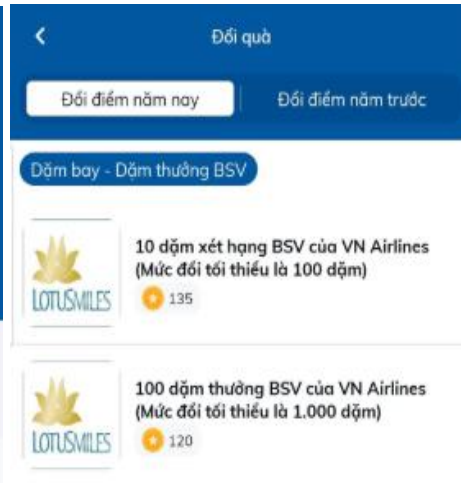 Đổi quà
Đổi điểm năm nay
Đổi điểm năm trước
Dặm bay - Dặm thưởng BSV
10 dặm xét hạng BSV của VN Airlines
(Mức đổi tối thiểu là 100 dặm)
LOTUSMILES
135
100 dặm thưởng BSV của VN Airlines
(Mức đổi tối thiểu là 1.000 dặm)
LOTUSMILES
120